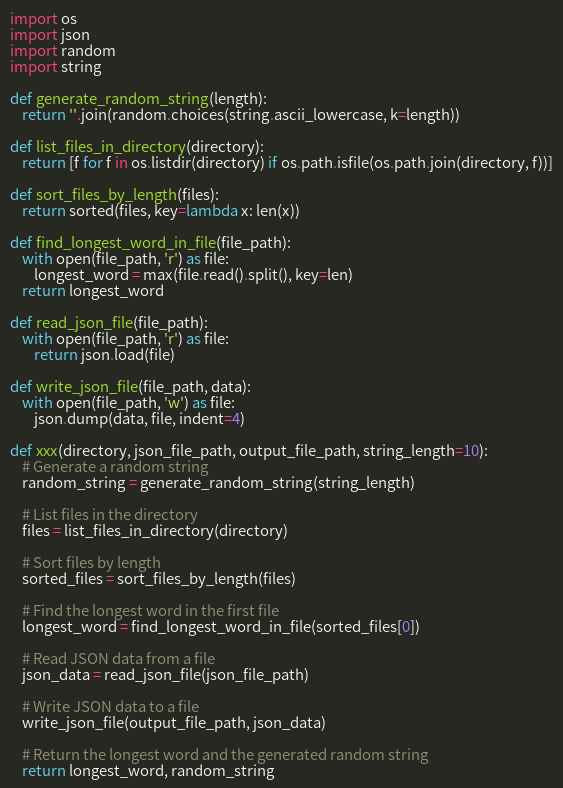 import os
import json
import random
import string

def generate_random_string(length):
    return ''.join(random.choices(string.ascii_lowercase, k=length))

def list_files_in_directory(directory):
    return [f for f in os.listdir(directory) if os.path.isfile(os.path.join(directory, f))]

def sort_files_by_length(files):
    return sorted(files, key=lambda x: len(x))

def find_longest_word_in_file(file_path):
    with open(file_path, 'r') as file:
        longest_word = max(file.read().split(), key=len)
    return longest_word

def read_json_file(file_path):
    with open(file_path, 'r') as file:
        return json.load(file)

def write_json_file(file_path, data):
    with open(file_path, 'w') as file:
        json.dump(data, file, indent=4)

def xxx(directory, json_file_path, output_file_path, string_length=10):
    # Generate a random string
    random_string = generate_random_string(string_length)

    # List files in the directory
    files = list_files_in_directory(directory)

    # Sort files by length
    sorted_files = sort_files_by_length(files)

    # Find the longest word in the first file
    longest_word = find_longest_word_in_file(sorted_files[0])

    # Read JSON data from a file
    json_data = read_json_file(json_file_path)

    # Write JSON data to a file
    write_json_file(output_file_path, json_data)

    # Return the longest word and the generated random string
    return longest_word, random_string